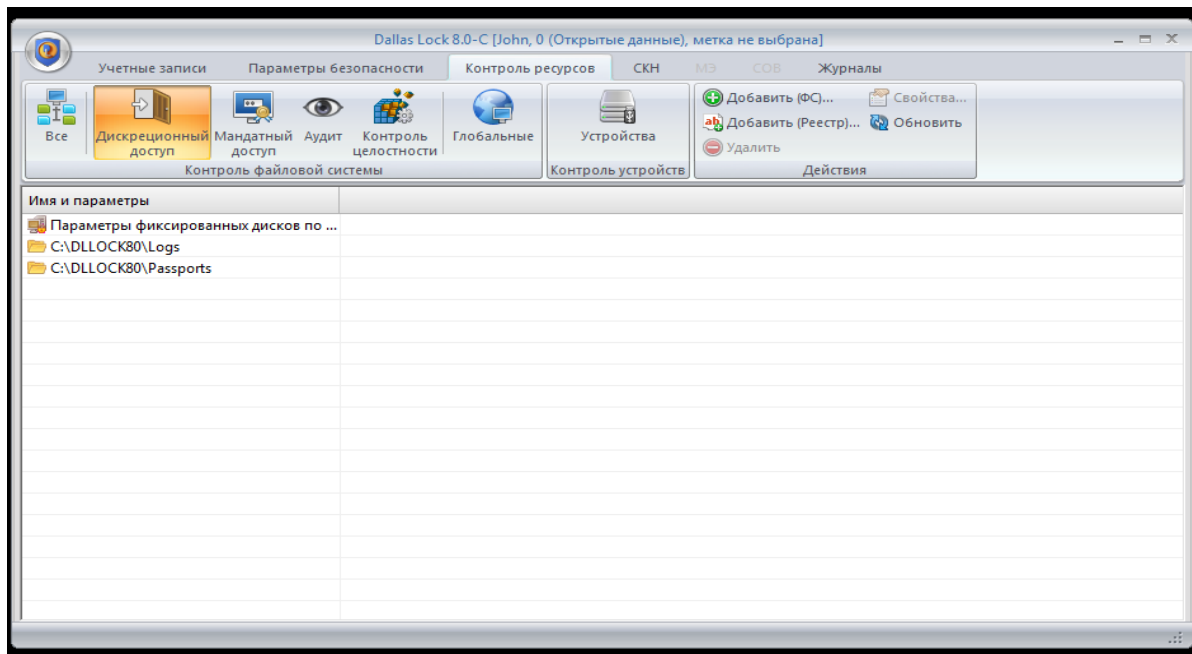 Dallas Lock 8.0-C [John, 0 (Открытые данные), метка не выбрана]
Учетные записи Параметры безопасности Контроль ресурсов СКН МЭ СОВ Журналы
Все
Дискреционный доступ
Мандатный доступ
Аудит
Контроль целостности
Глобальные
Контроль файловой системы
Устройства
Контроль устройств
Добавить (ФС)...
Добавить (Реестр)...
Удалить
Свойства...
Обновить
Действия
Имя и параметры
Параметры фиксированных дисков по ...
C:\DLLOCK80\Logs
C:\DLLOCK80\Passports